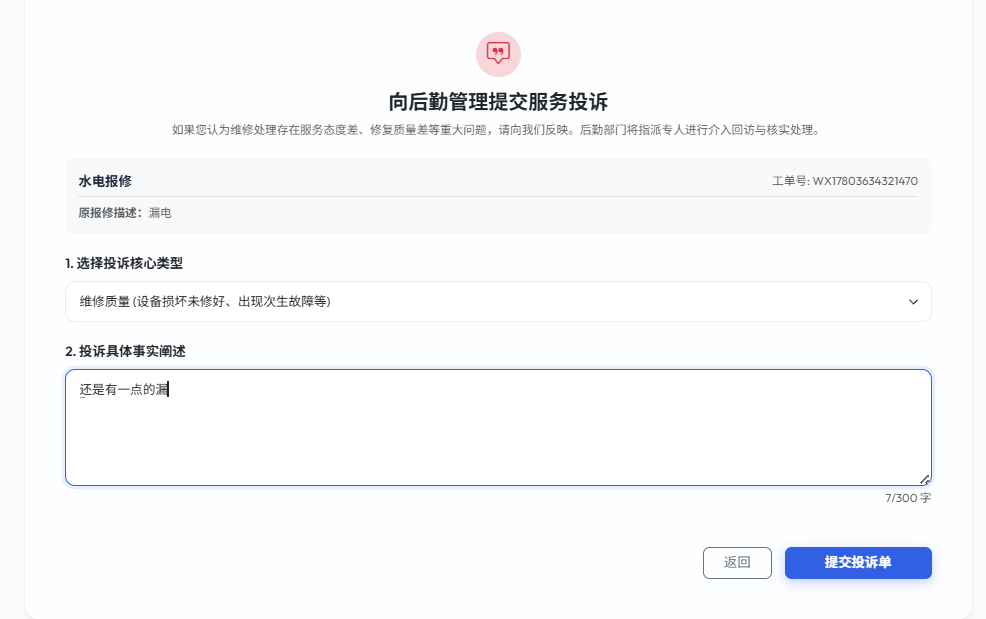 向后勤管理提交服务投诉
如果您认为维修处理存在服务态度差、修复质量差等重大问题，请向我们反映。后勤部门将指派专人进行介入回访与核实处理。
水电报修
工单号: WX17803634321470
原报修描述： 漏电
1. 选择投诉核心类型
维修质量 (设备损坏未修好、出现次生故障等)
2. 投诉具体事实阐述
还是有一点的漏
7/300 字
返回
提交投诉单